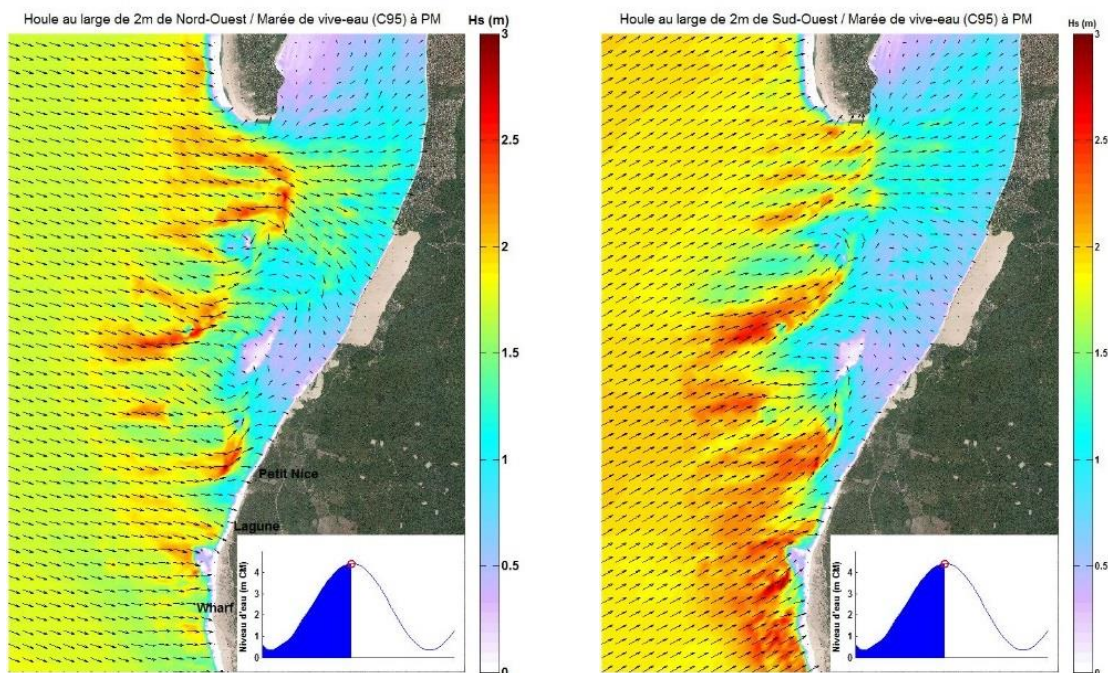 Houle au large de 2m de Nord-Ouest / Marée de vive-eau (C95) à PM
Hs (m)
3
2.5
2
1.5
1
0.5
0
Petit Nice
Lagune
Wharf
Niveau d'eau (m CM)
4
3
2
1
0
Houle au large de 2m de Sud-Ouest / Marée de vive-eau (C95) à PM
Hs (m)
3
2.5
2
1.5
1
0.5
0
Niveau d'eau (m CM)
4
3
2
1
0